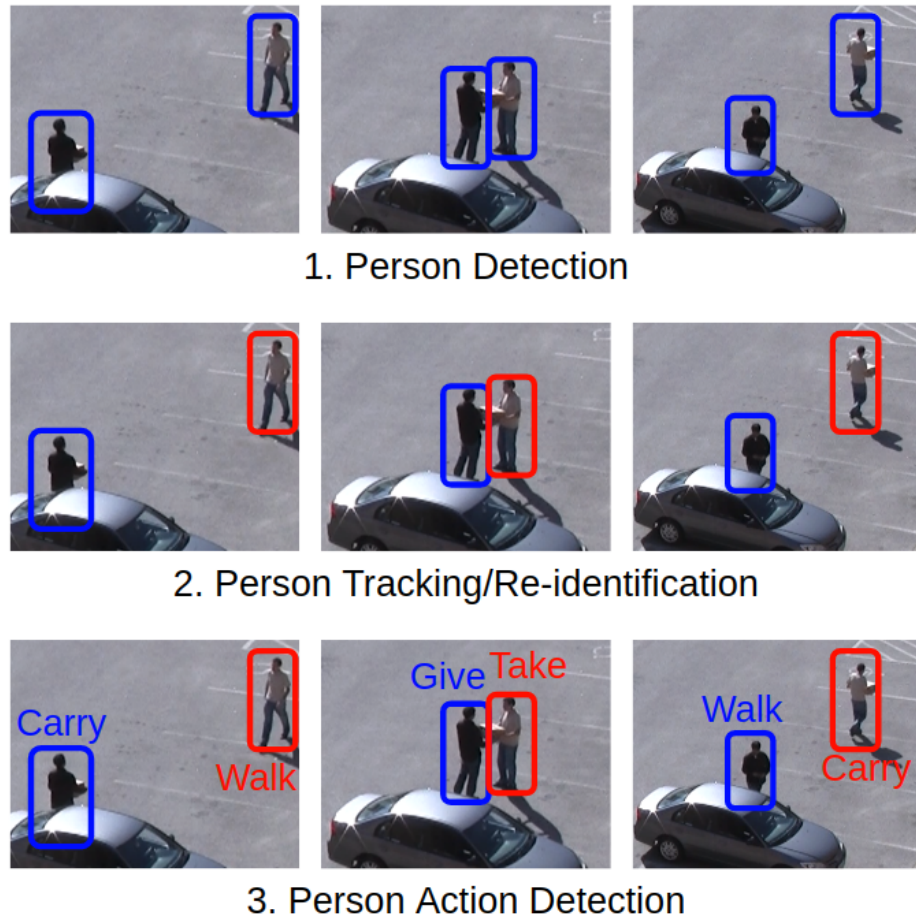 1. Person Detection
2. Person Tracking/Re-identification
Give Take
Carry Walk
Walk Carry
3. Person Action Detection